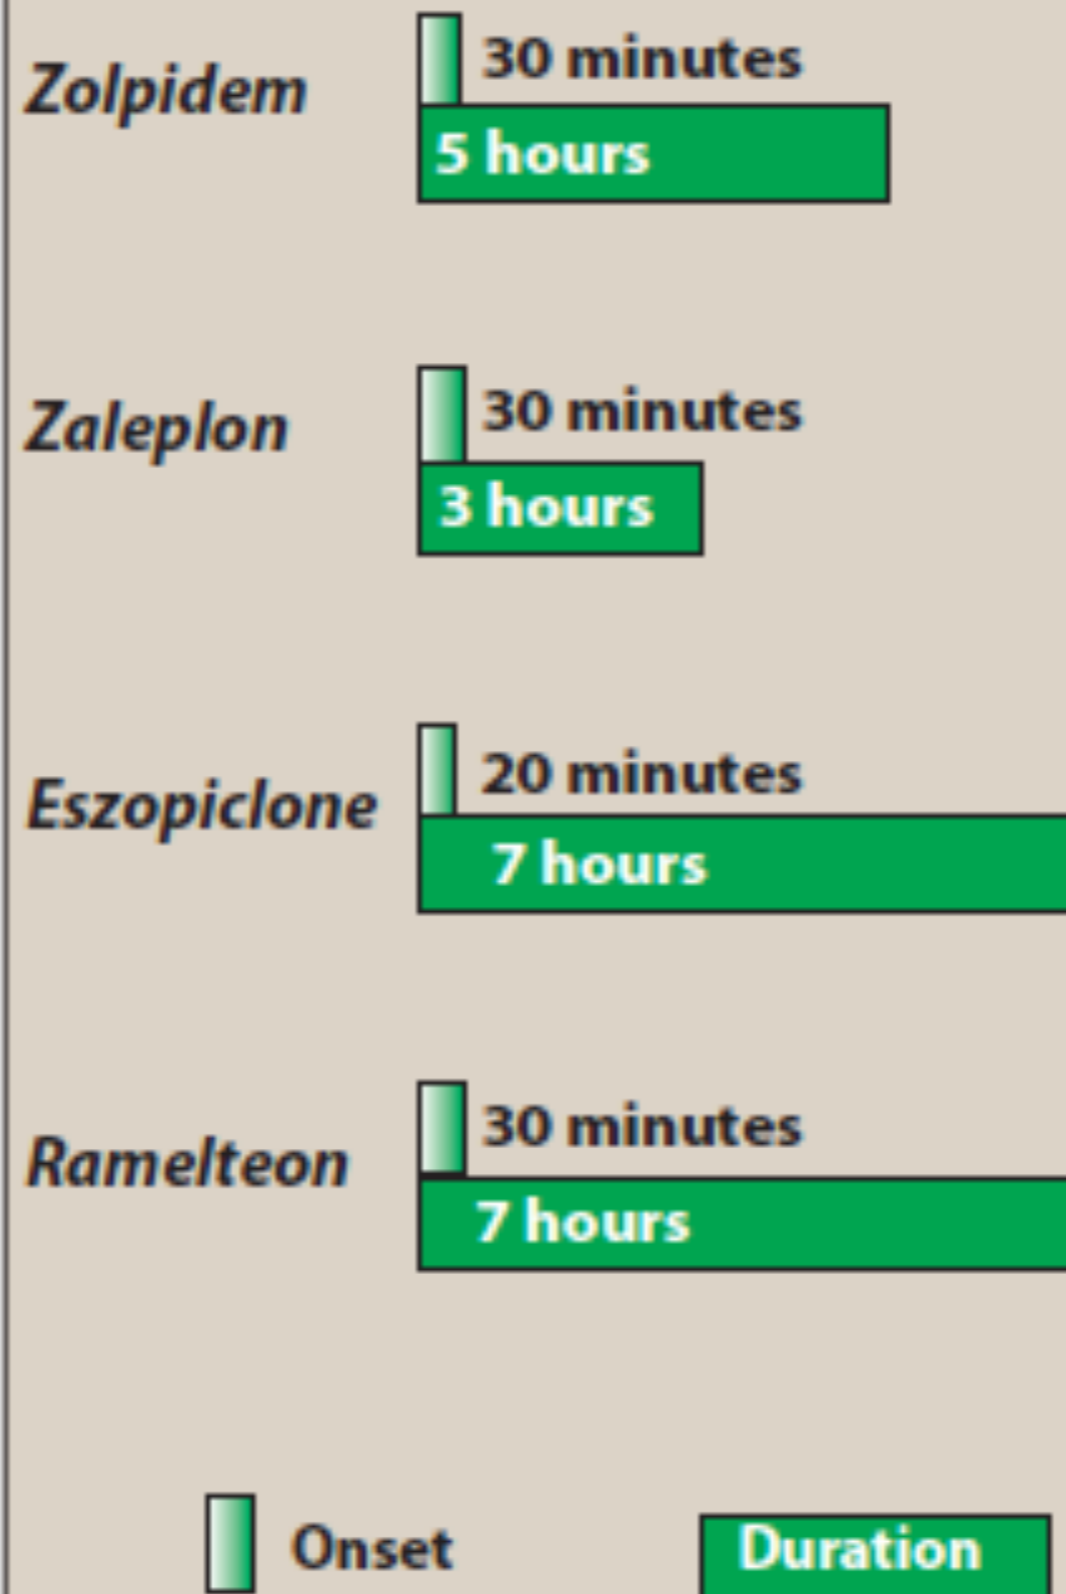 Zolpidem
30 minutes
5 hours
Zaleplon
30 minutes
3 hours
Eszopiclone
20 minutes
7 hours
Ramelteon
30 minutes
7 hours
Onset
Duration